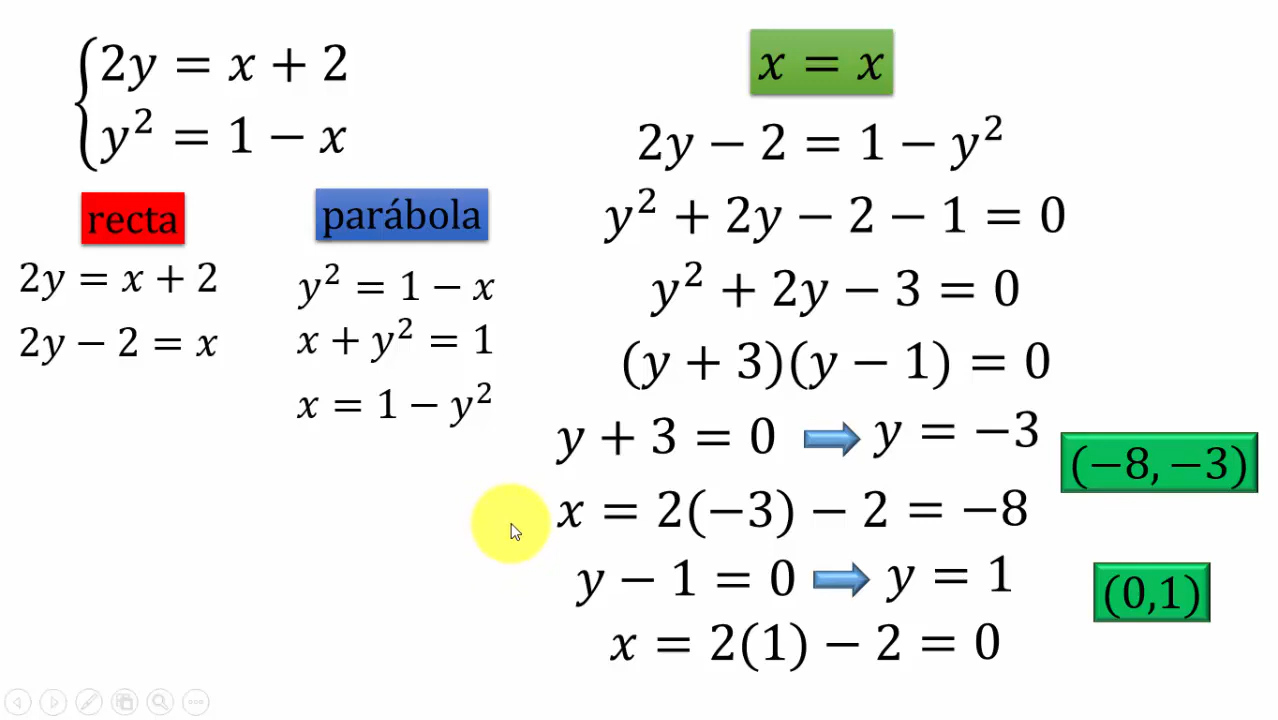 2y = x + 2
y² = 1 − x
recta
2y = x + 2
2y − 2 = x
parábola
y² = 1 − x
x + y² = 1
x = 1 − y²
x = x
2y − 2 = 1 − y²
y² + 2y − 2 − 1 = 0
y² + 2y − 3 = 0
(y + 3)(y − 1) = 0
y + 3 = 0 ⇒ y = −3
(−8, −3)
x = 2(−3) − 2 = −8
y − 1 = 0 ⇒ y = 1
(0,1)
x = 2(1) − 2 = 0